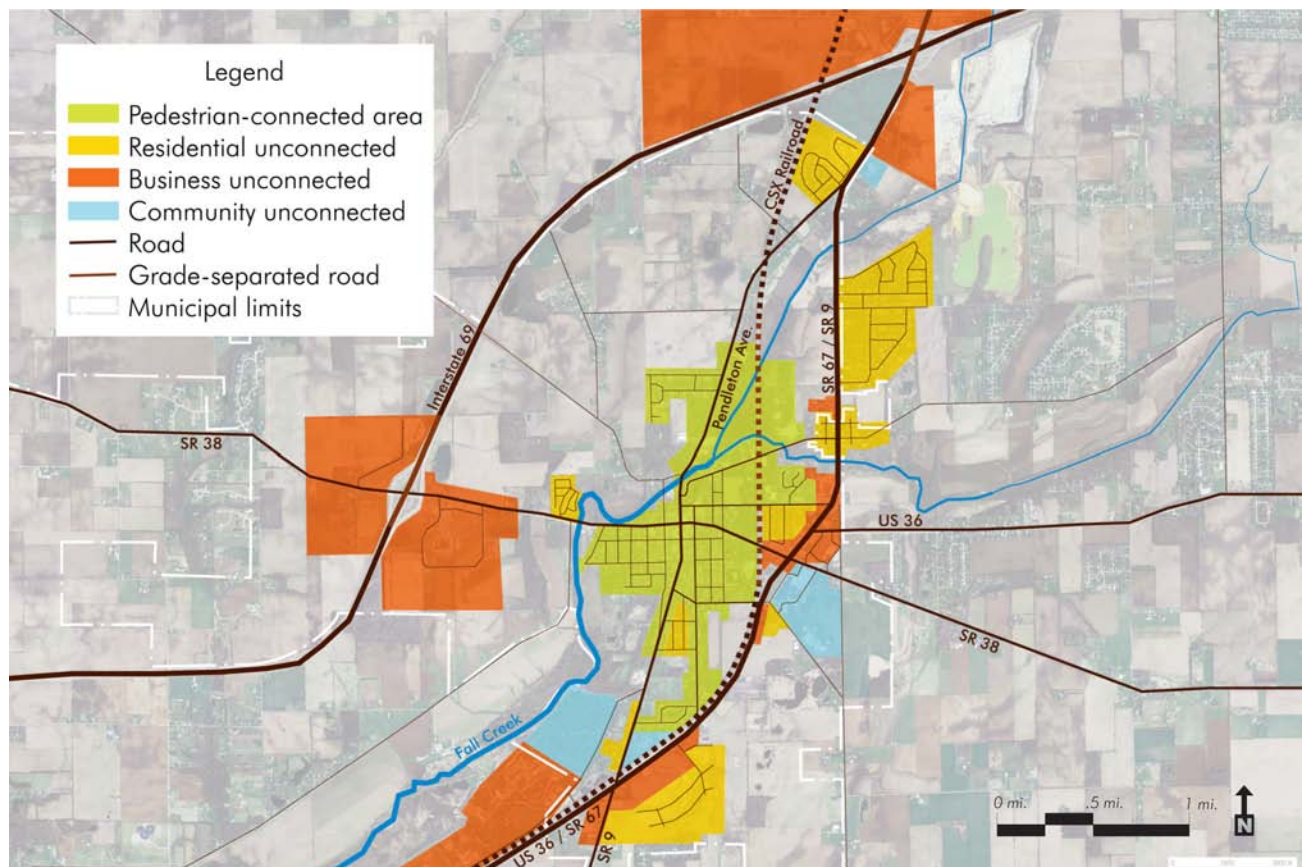 Legend
Pedestrian-connected area
Residential unconnected
Business unconnected
Community unconnected
Road
Grade-separated road
Municipal limits
CSX Railroad
Interstate 69
Pendleton Ave.
SR 67 / SR 9
SR 38
US 36
SR 38
Fall Creek
US 36 / SR 67
SR 9
0 mi. .5 mi. 1 mi.
N